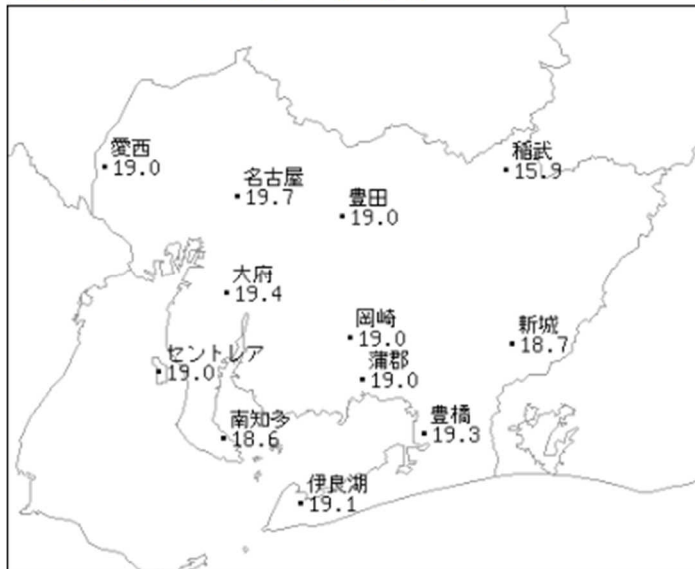 愛西
19.0
稲武
15.9
名古屋
19.7
豊田
19.0
大府
19.4
岡崎
19.0
新城
18.7
セントレア
19.0
蒲郡
19.0
南知多
18.6
豊橋
19.3
伊良湖
19.1